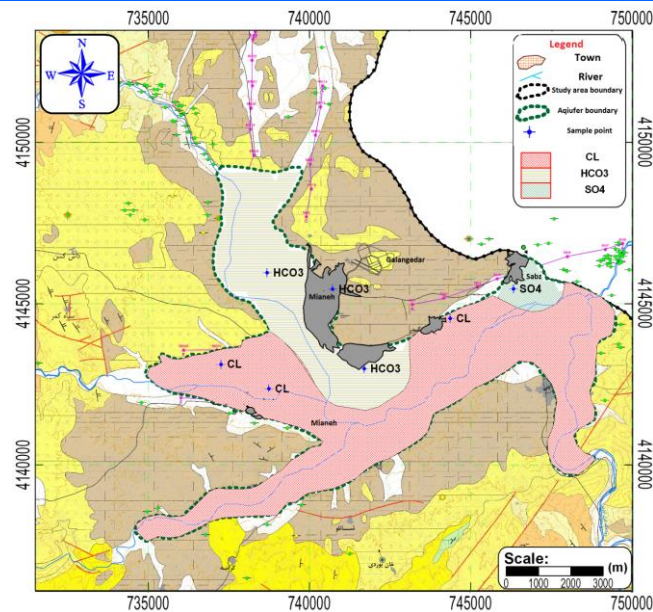 735000
740000
745000
750000
N
W E
S
Legend
Town
River
Study area boundary
Aqiufer boundary
Sample point
CL
HCO3
SO4
4150000
4150000
Galangedar
Sabz
HCO3
Mianeh
HCO3
SO4
4145000
4145000
CL
CL
HCO3
CL
Mianeh
4140000
4140000
Scale:
(m)
0 1000 2000 3000
735000
740000
745000
750000